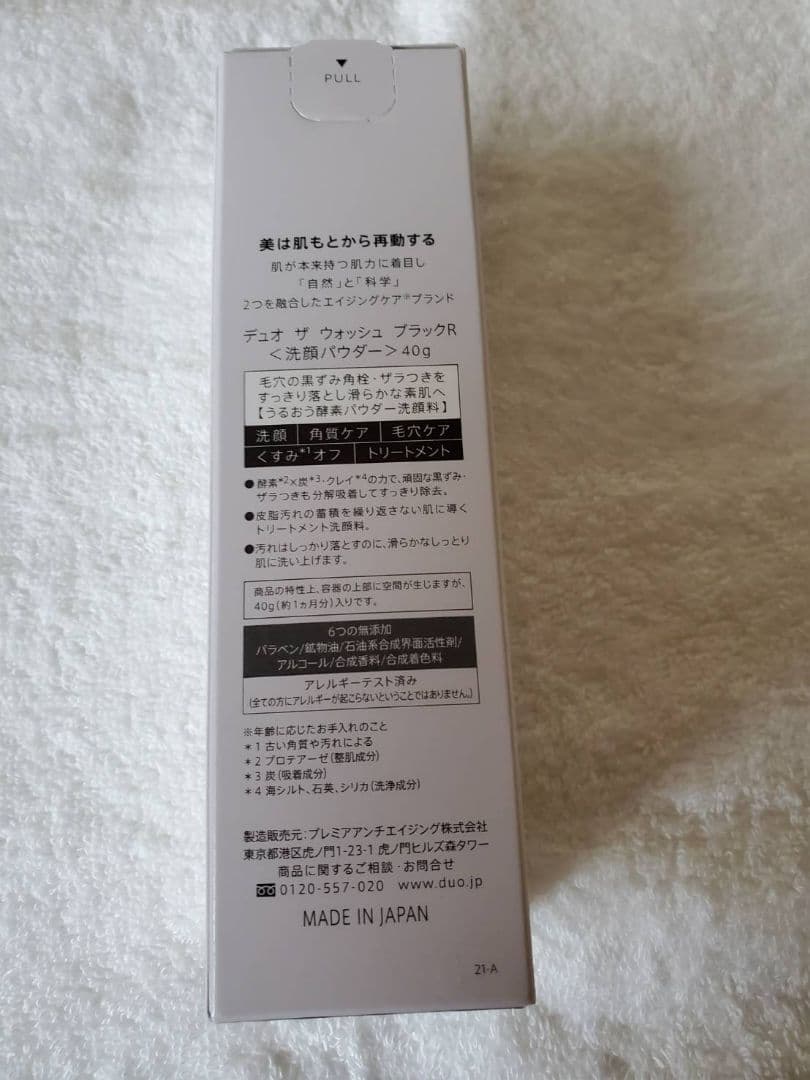 ▼
PULL
美は肌もとから再動する
肌が本来持つ肌力に着目し
「自然」と「科学」
2つを融合したエイジングケア※ブランド
デュオ ザ ウォッシュ ブラックR
＜洗顔パウダー＞40g
毛穴の黒ずみ角栓・ザラつきを
すっきり落とし滑らかな素肌へ
【うるおう酵素パウダー洗顔料】
洗顔 角質ケア 毛穴ケア
くすみ*1オフ トリートメント
●酵素*2×炭*3・クレイ*4の力で、頑固な黒ずみ・
ザラつきも分解吸着してすっきり除去。
●皮脂汚れの蓄積を繰り返さない肌に導く
トリートメント洗顔料。
●汚れはしっかり落とすのに、滑らかなしっとり
肌に洗い上げます。
商品の特性上、容器の上部に空間が生じますが、
40g(約1ヵ月分)入りです。
6つの無添加
パラベン/鉱物油/石油系合成界面活性剤/
アルコール/合成香料/合成着色料
アレルギーテスト済み
(全ての方にアレルギーが起こらないということではありません。)
※年齢に応じたお手入れのこと
*1 古い角質や汚れによる
*2 プロテアーゼ(整肌成分)
*3 炭(吸着成分)
*4 海シルト、石英、シリカ(洗浄成分)
製造販売元：プレミアアンチエイジング株式会社
東京都港区虎ノ門1-23-1 虎ノ門ヒルズ森タワー
商品に関するご相談・お問合せ
0120-557-020 www.duo.jp
MADE IN JAPAN
21-A